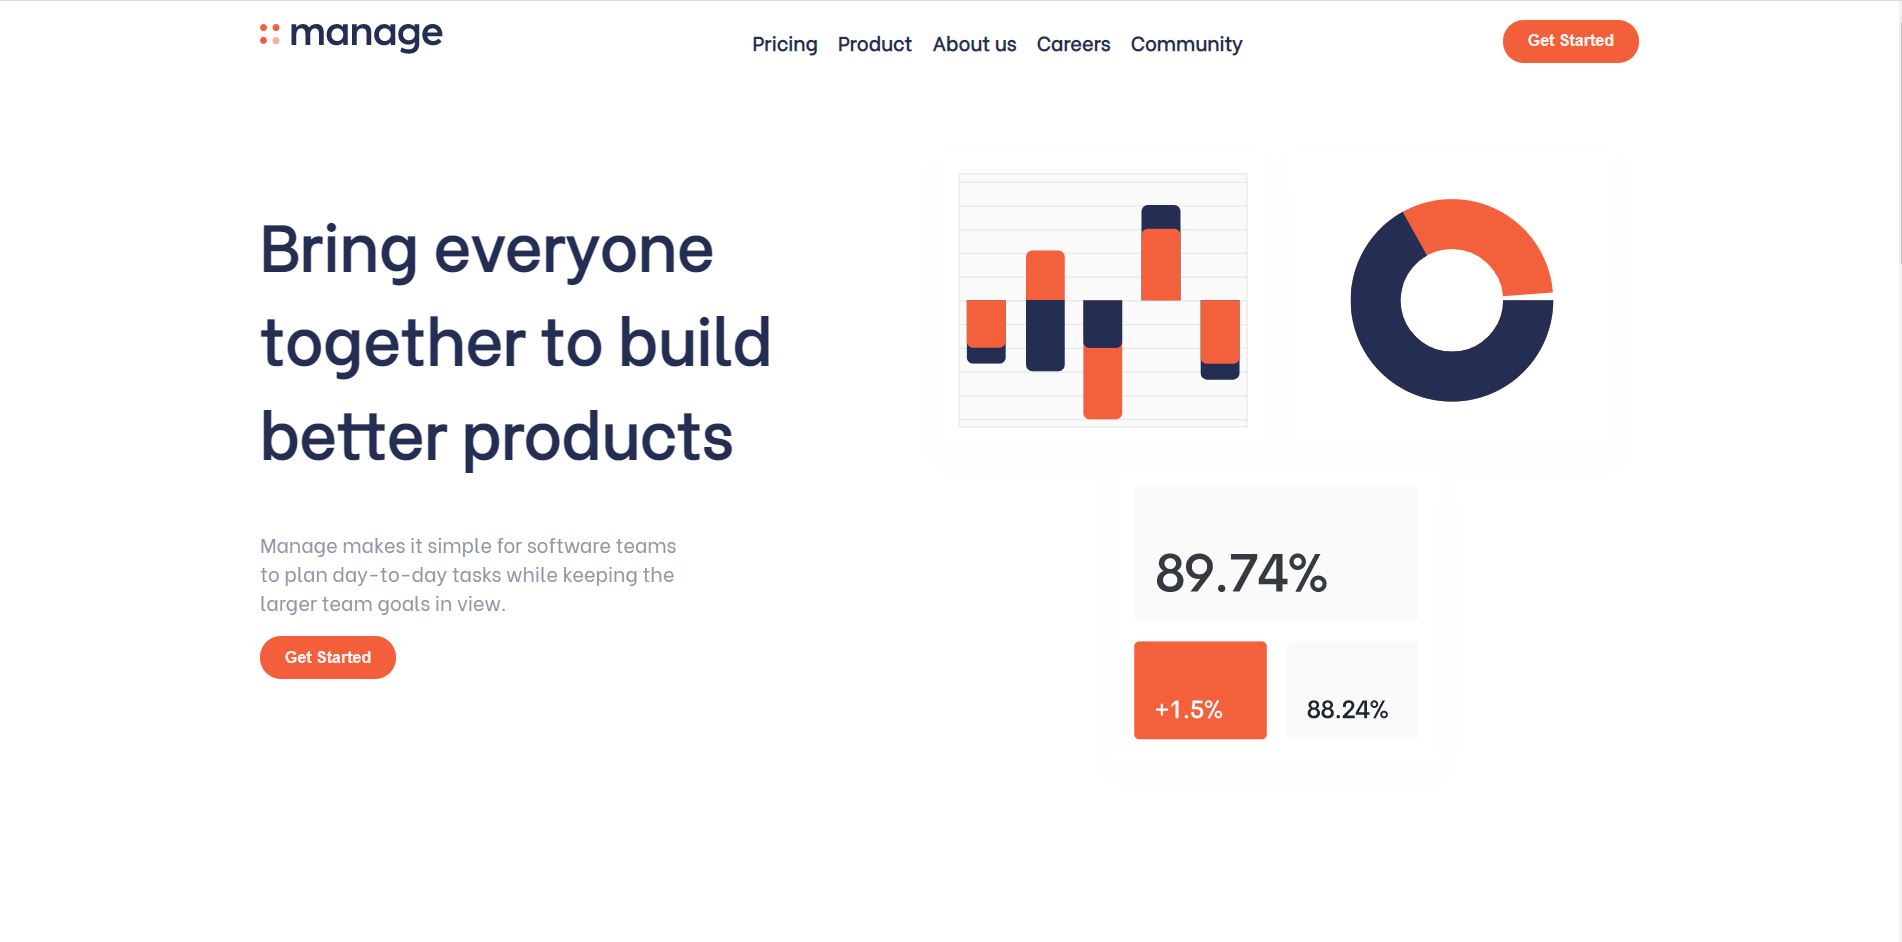 manage
Pricing Product About us Careers Community
Get Started
Bring everyone
together to build
better products
Manage makes it simple for software teams
to plan day-to-day tasks while keeping the
larger team goals in view.
Get Started
89.74%
+1.5%
88.24%